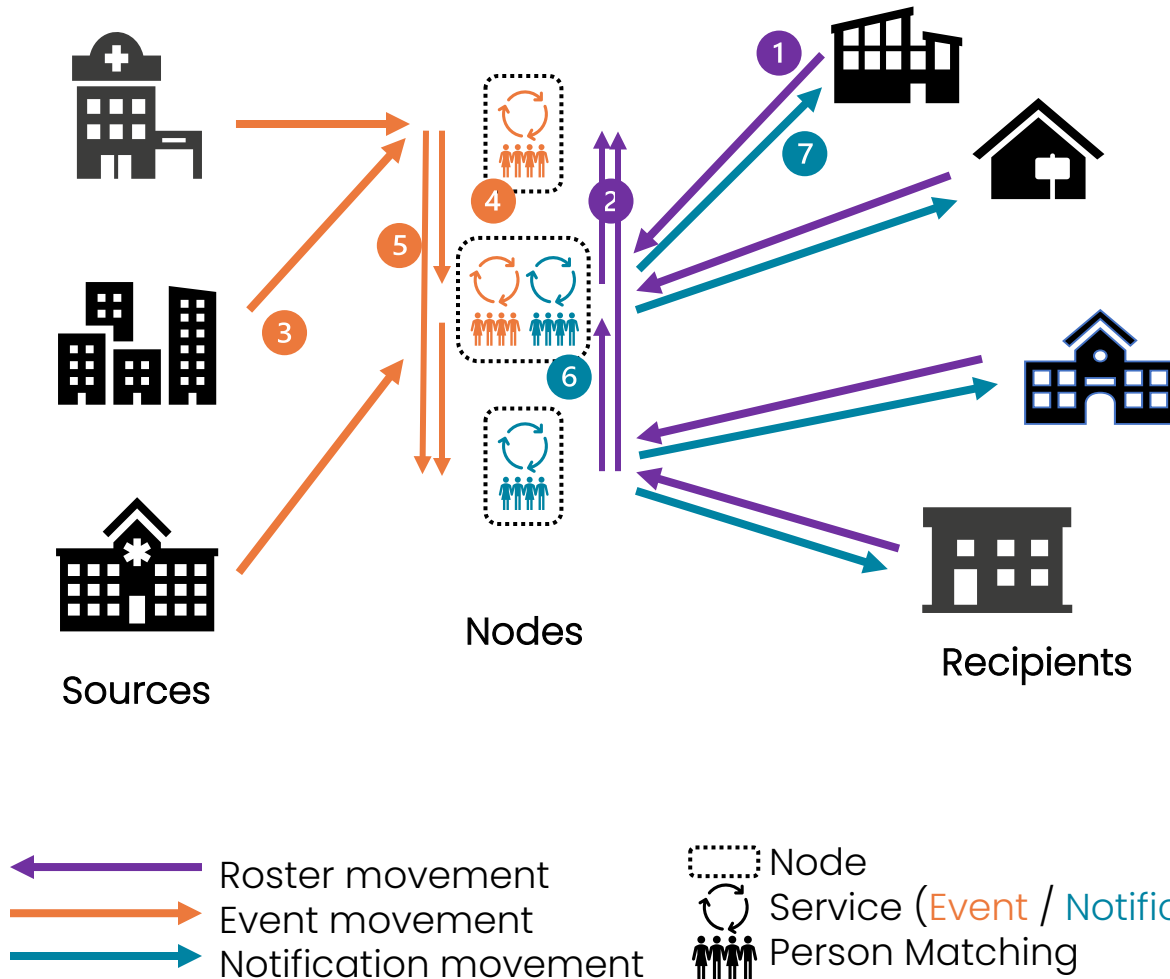 1
7
2
4
5
3
6
Nodes
Recipients
Sources
Roster movement
Event movement
Notification movement
Node
Service (Event / Notific
Person Matching